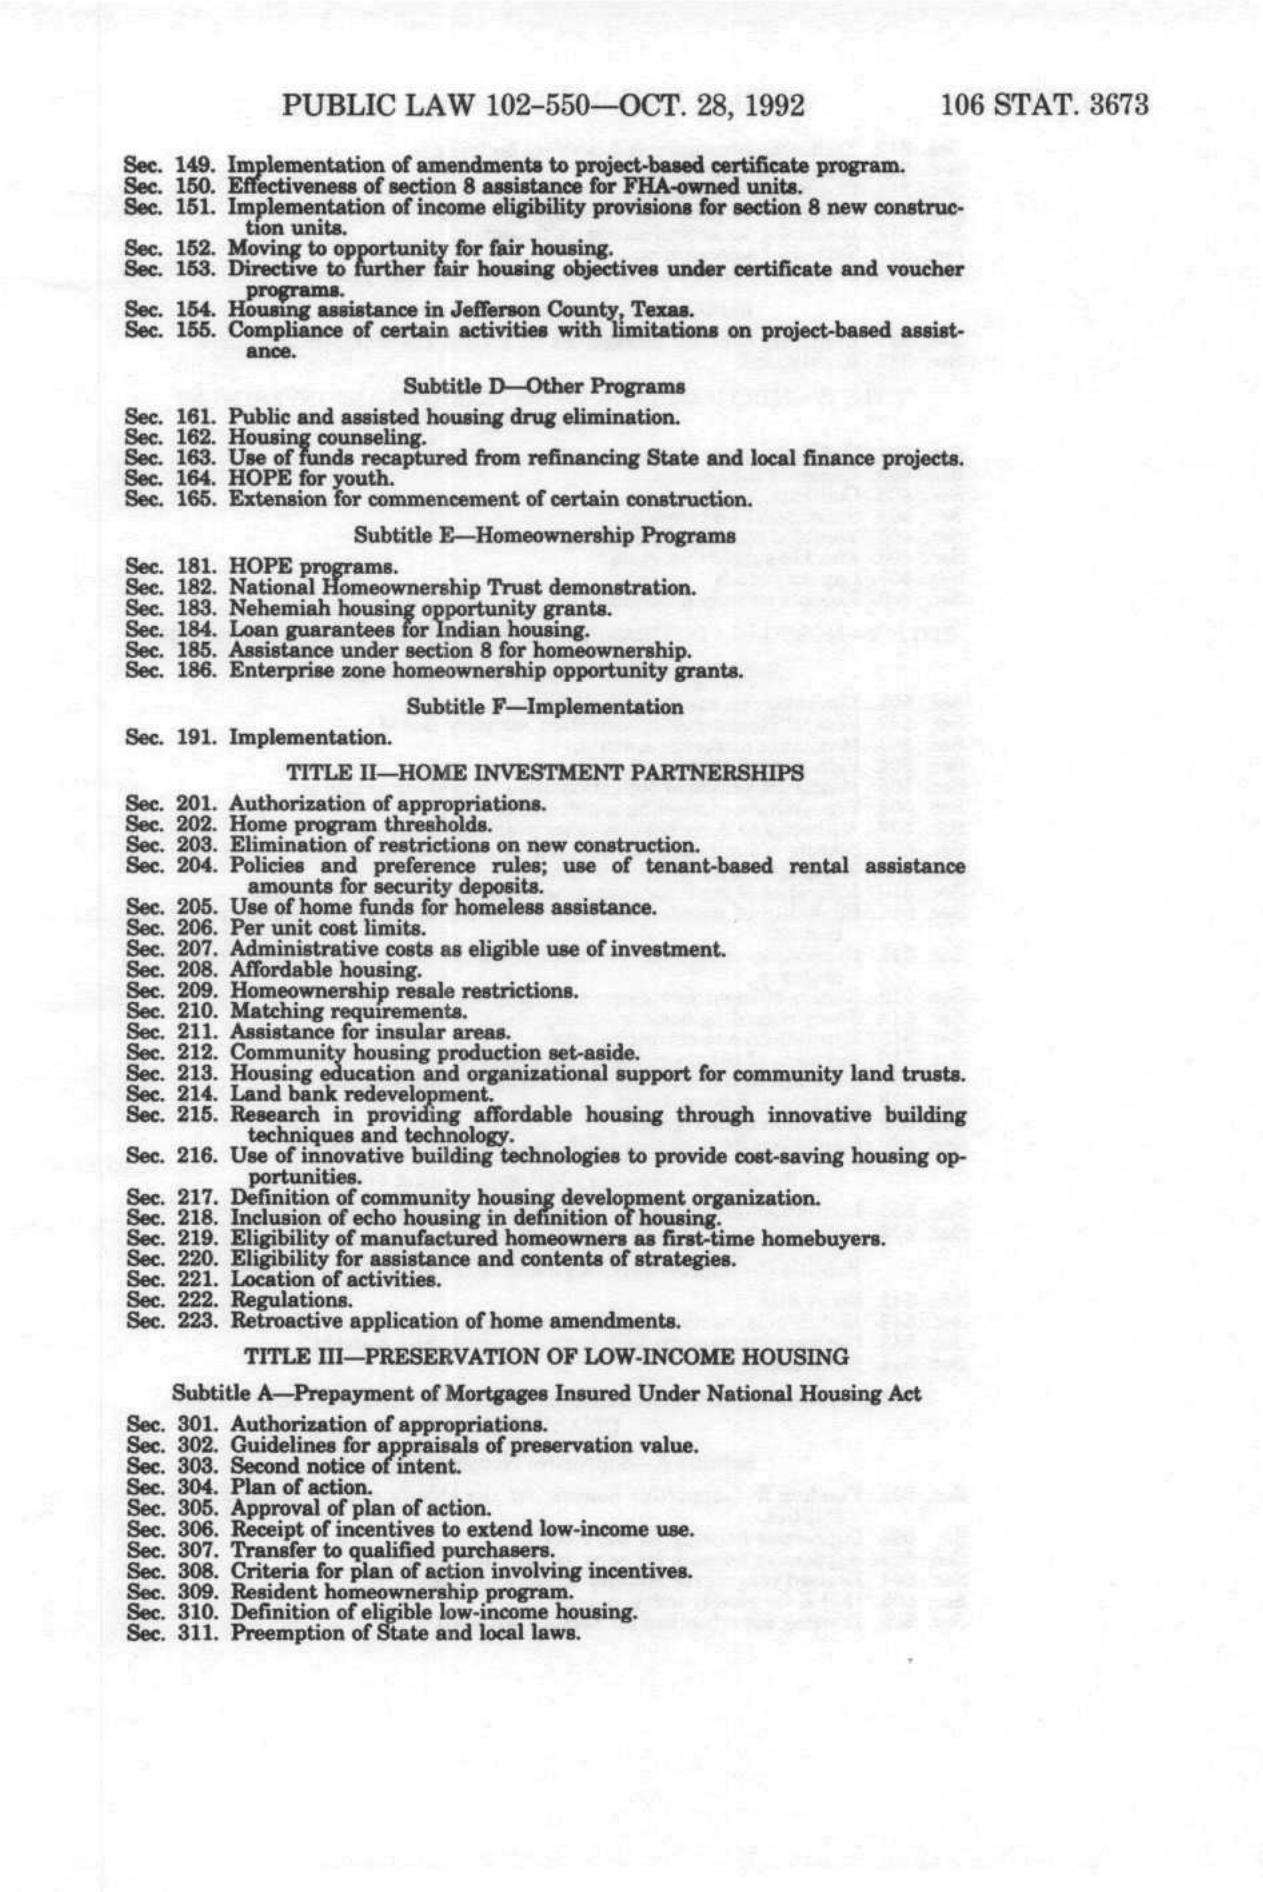 PUBLIC LAW 102–550—OCT. 28, 1992 106 STAT. 3673
Sec. 149. Implementation of amendments to project-based certificate program.
Sec. 150. Effectiveness of section 8 assistance for FHA-owned units.
Sec. 151. Implementation of income eligibility provisions for section 8 new construc-
tion units.
Sec. 152. Moving to opportunity for fair housing.
Sec. 153. Directive to further fair housing objectives under certificate and voucher
programs.
Sec. 154. Housing assistance in Jefferson County, Texas.
Sec. 155. Compliance of certain activities with limitations on project-based assist-
ance.
Subtitle D—Other Programs
Sec. 161. Public and assisted housing drug elimination.
Sec. 162. Housing counseling.
Sec. 163. Use of funds recaptured from refinancing State and local finance projects.
Sec. 164. HOPE for youth.
Sec. 165. Extension for commencement of certain construction.
Subtitle E—Homeownership Programs
Sec. 181. HOPE programs.
Sec. 182. National Homeownership Trust demonstration.
Sec. 183. Nehemiah housing opportunity grants.
Sec. 184. Loan guarantees for Indian housing.
Sec. 185. Assistance under section 8 for homeownership.
Sec. 186. Enterprise zone homeownership opportunity grants.
Subtitle F—Implementation
Sec. 191. Implementation.
TITLE II—HOME INVESTMENT PARTNERSHIPS
Sec. 201. Authorization of appropriations.
Sec. 202. Home program thresholds.
Sec. 203. Elimination of restrictions on new construction.
Sec. 204. Policies and preference rules; use of tenant-based rental assistance
amounts for security deposits.
Sec. 205. Use of home funds for homeless assistance.
Sec. 206. Per unit cost limits.
Sec. 207. Administrative costs as eligible use of investment.
Sec. 208. Affordable housing.
Sec. 209. Homeownership resale restrictions.
Sec. 210. Matching requirements.
Sec. 211. Assistance for insular areas.
Sec. 212. Community housing production set-aside.
Sec. 213. Housing education and organizational support for community land trusts.
Sec. 214. Land bank redevelopment.
Sec. 215. Research in providing affordable housing through innovative building
techniques and technology.
Sec. 216. Use of innovative building technologies to provide cost-saving housing op-
portunities.
Sec. 217. Definition of community housing development organization.
Sec. 218. Inclusion of echo housing in definition of housing.
Sec. 219. Eligibility of manufactured homeowners as first-time homebuyers.
Sec. 220. Eligibility for assistance and contents of strategies.
Sec. 221. Location of activities.
Sec. 222. Regulations.
Sec. 223. Retroactive application of home amendments.
TITLE III—PRESERVATION OF LOW-INCOME HOUSING
Subtitle A—Prepayment of Mortgages Insured Under National Housing Act
Sec. 301. Authorization of appropriations.
Sec. 302. Guidelines for appraisals of preservation value.
Sec. 303. Second notice of intent.
Sec. 304. Plan of action.
Sec. 305. Approval of plan of action.
Sec. 306. Receipt of incentives to extend low-income use.
Sec. 307. Transfer to qualified purchasers.
Sec. 308. Criteria for plan of action involving incentives.
Sec. 309. Resident homeownership program.
Sec. 310. Definition of eligible low-income housing.
Sec. 311. Preemption of State and local laws.